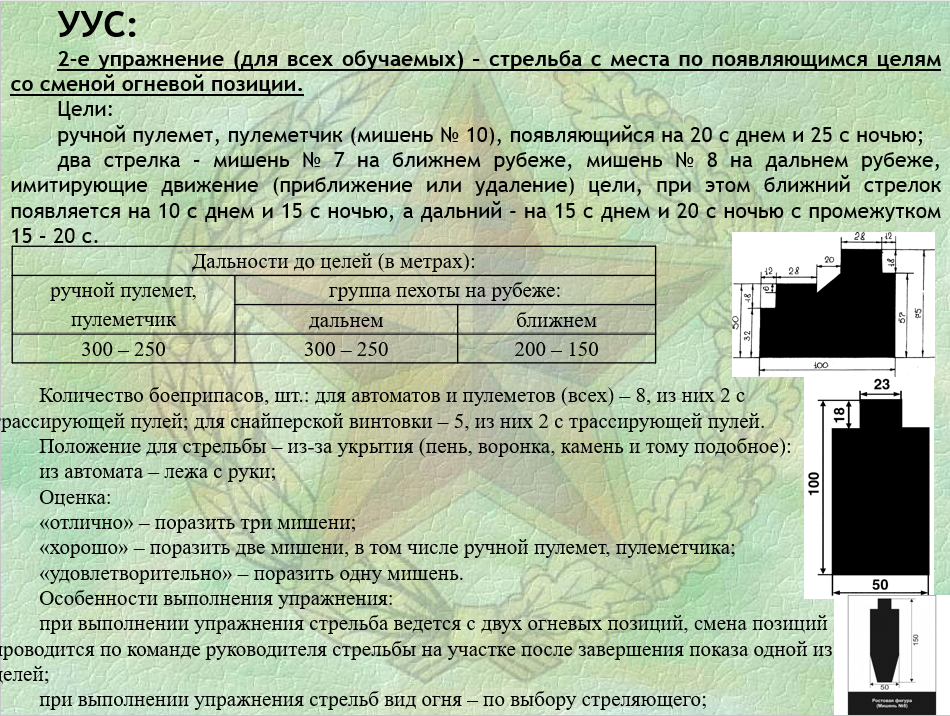 УУС:
2-е упражнение (для всех обучаемых) – стрельба с места по появляющимся целям
со сменой огневой позиции.
Цели:
ручной пулемет, пулеметчик (мишень № 10), появляющийся на 20 с днем и 25 с ночью;
два стрелка – мишень № 7 на ближнем рубеже, мишень № 8 на дальнем рубеже,
имитирующие движение (приближение или удаление) цели, при этом ближний стрелок
появляется на 10 с днем и 15 с ночью, а дальний – на 15 с днем и 20 с ночью с промежутком
15 – 20 с.
Дальности до целей (в метрах):
ручной пулемет,
пулеметчик
группа пехоты на рубеже:
дальнем
ближнем
300 – 250
300 – 250
200 – 150
28
12
20
12
28
18
18
50
32
57
75
100
Количество боеприпасов, шт.: для автоматов и пулеметов (всех) – 8, из них 2 с
трассирующей пулей; для снайперской винтовки – 5, из них 2 с трассирующей пулей.
Положение для стрельбы – из-за укрытия (пень, воронка, камень и тому подобное):
из автомата – лежа с руки;
Оценка:
«отлично» – поразить три мишени;
«хорошо» – поразить две мишени, в том числе ручной пулемет, пулеметчика;
«удовлетворительно» – поразить одну мишень.
Особенности выполнения упражнения:
при выполнении упражнения стрельба ведется с двух огневых позиций, смена позиций
проводится по команде руководителя стрельбы на участке после завершения показа одной из
целей;
при выполнении упражнения стрельб вид огня – по выбору стреляющего;
23
18
100
50
150
50
Ростовая фигура
(Мишень №8)